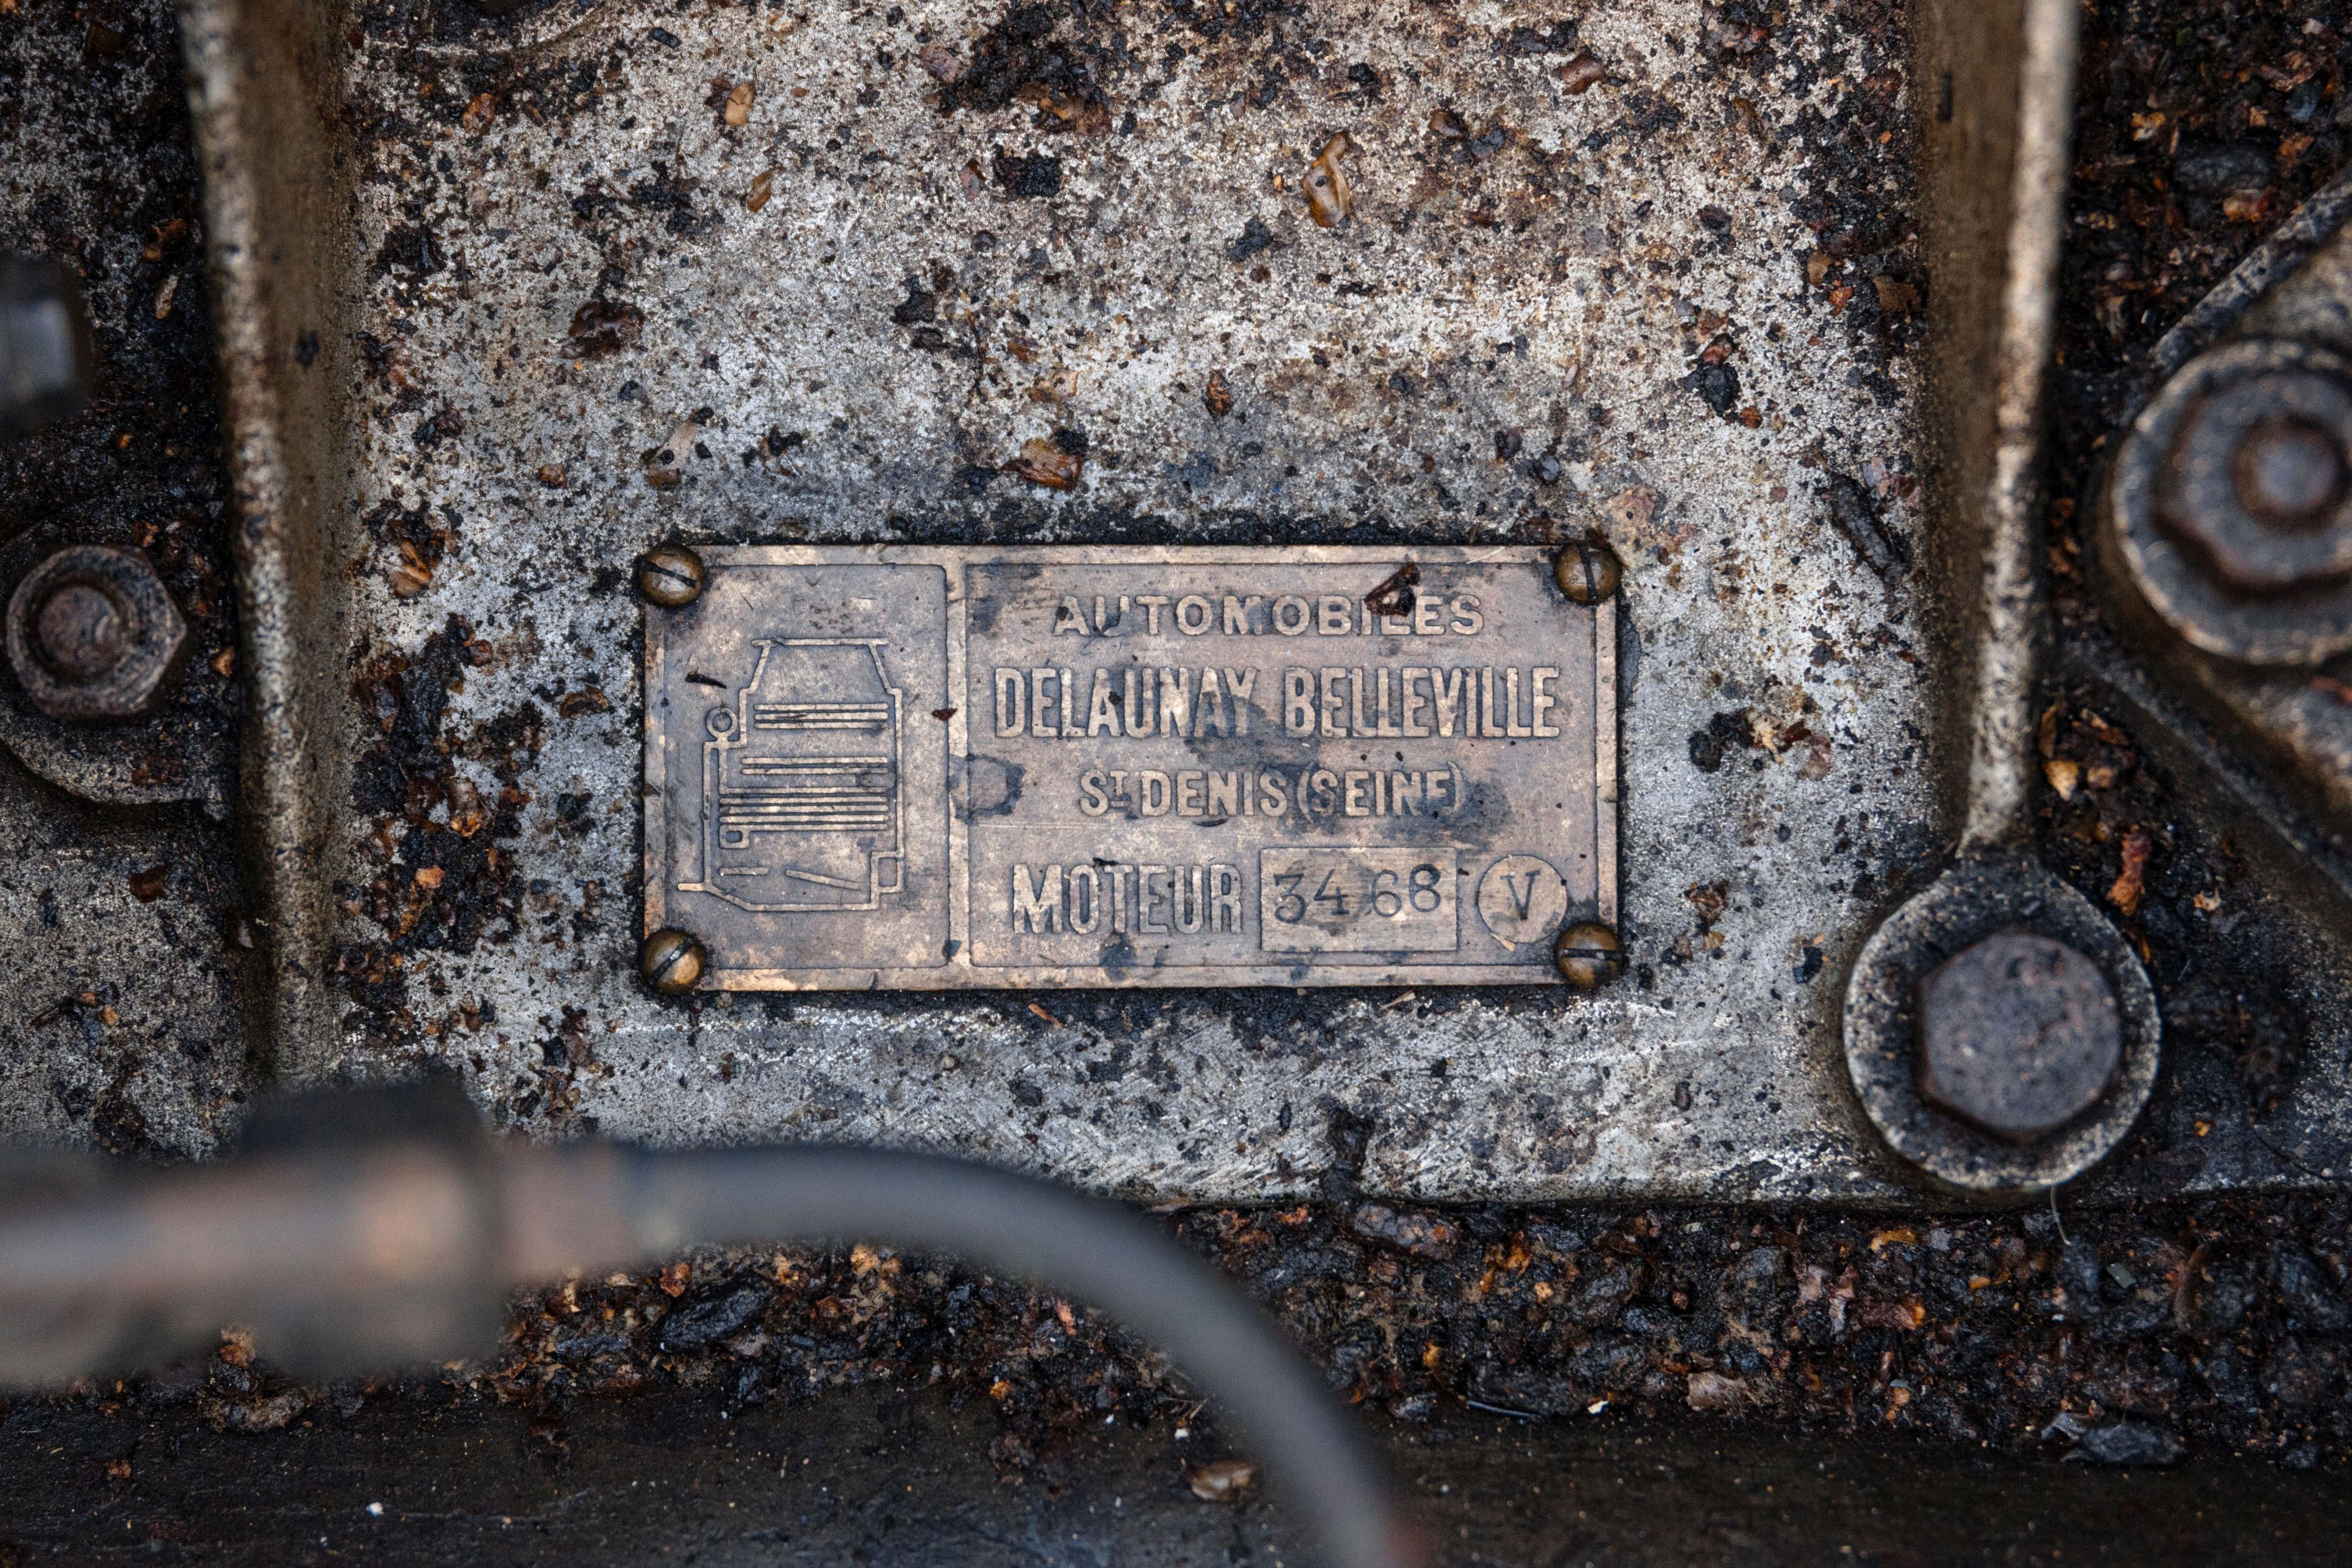 AUTOMOBILES
DELAUNAY BELLEVILLE
ST DENIS (SEINE)
MOTEUR 3468 V